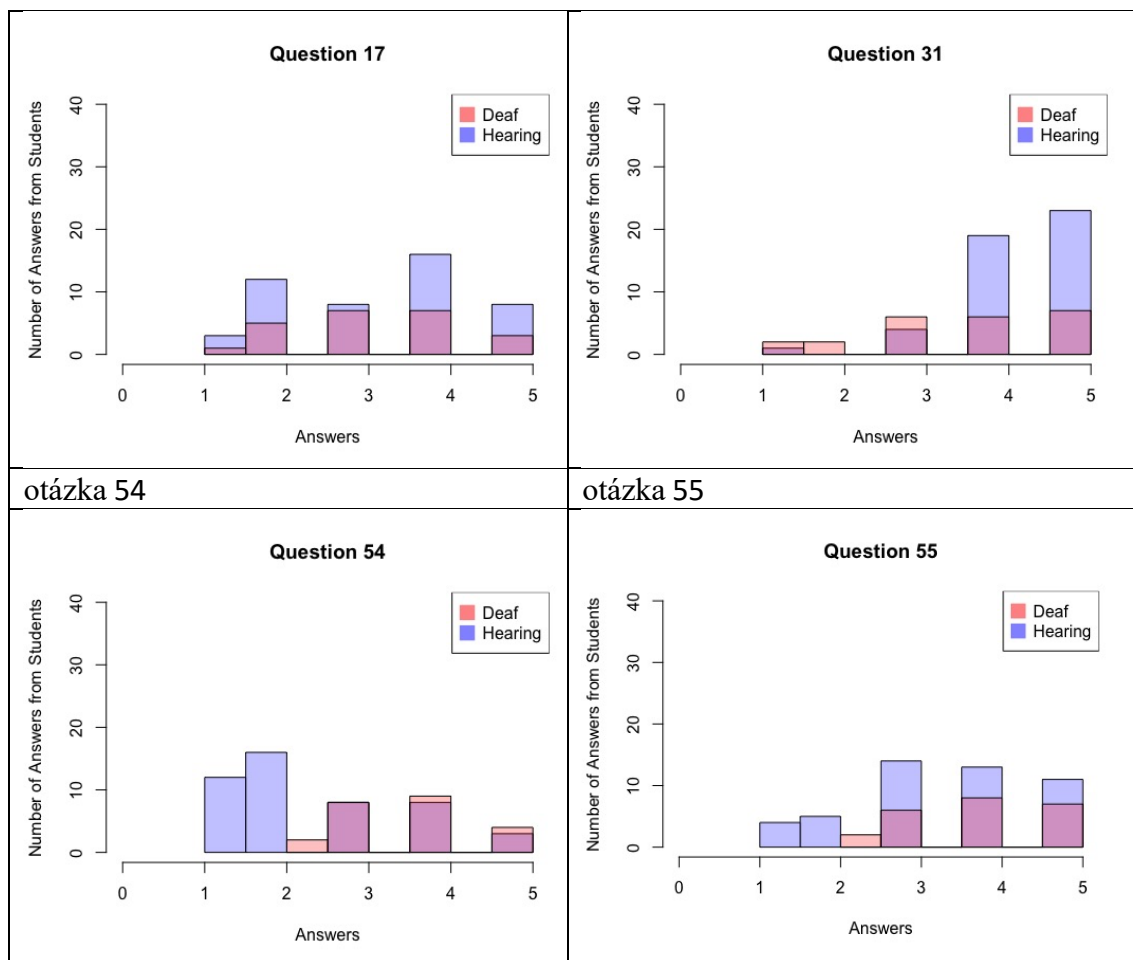 Question 17
Number of Answers from Students
40
30
20
10
0
Deaf
Hearing
0 1 2 3 4 5
Answers
Question 31
Number of Answers from Students
40
30
20
10
0
Deaf
Hearing
0 1 2 3 4 5
Answers
otázka 54
otázka 55
Question 54
Number of Answers from Students
40
30
20
10
0
Deaf
Hearing
0 1 2 3 4 5
Answers
Question 55
Number of Answers from Students
40
30
20
10
0
Deaf
Hearing
0 1 2 3 4 5
Answers